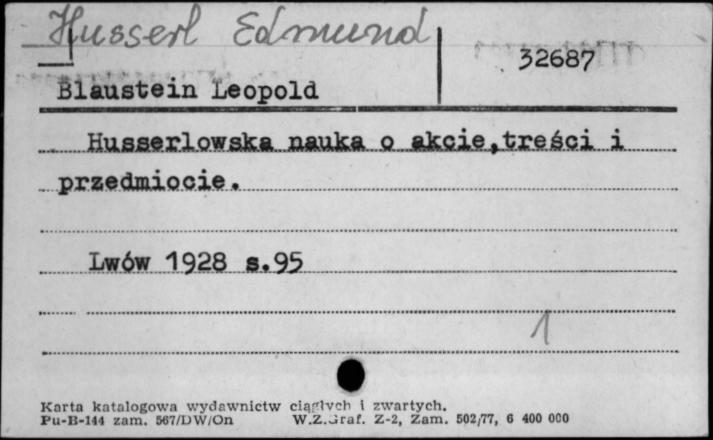 Husserl Edmund
32687
Blaustein Leopold
Husserlowska nauka o akcie,treści i
przedmiocie.
Lwów 1928 s.95
1
Karta katalogowa wydawnictw ciągłych i zwartych.
Pu-B-144 zam. 567/DW/On W.Z.Graf. Z-2, Zam. 502/77, 6 400 000